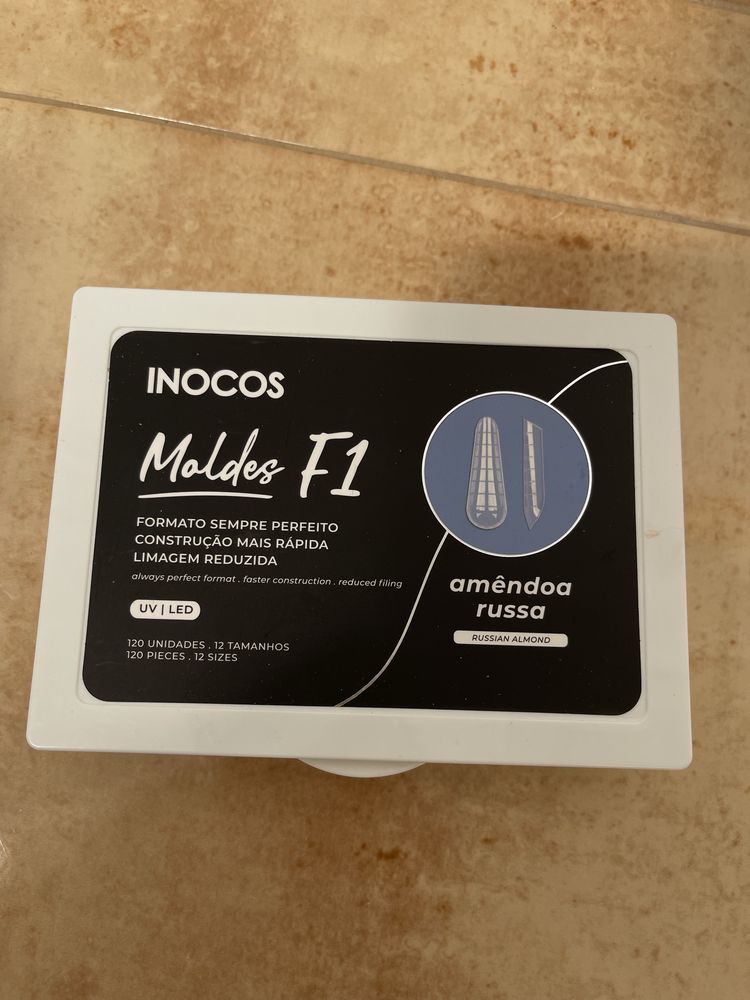 INOCOS
Moldes F1
FORMATO SEMPRE PERFEITO
CONSTRUÇÃO MAIS RÁPIDA
LIMAGEM REDUZIDA
always perfect format . faster construction . reduced filing
UV | LED
120 UNIDADES . 12 TAMANHOS
120 PIECES . 12 SIZES
amêndoa
russa
RUSSIAN ALMOND